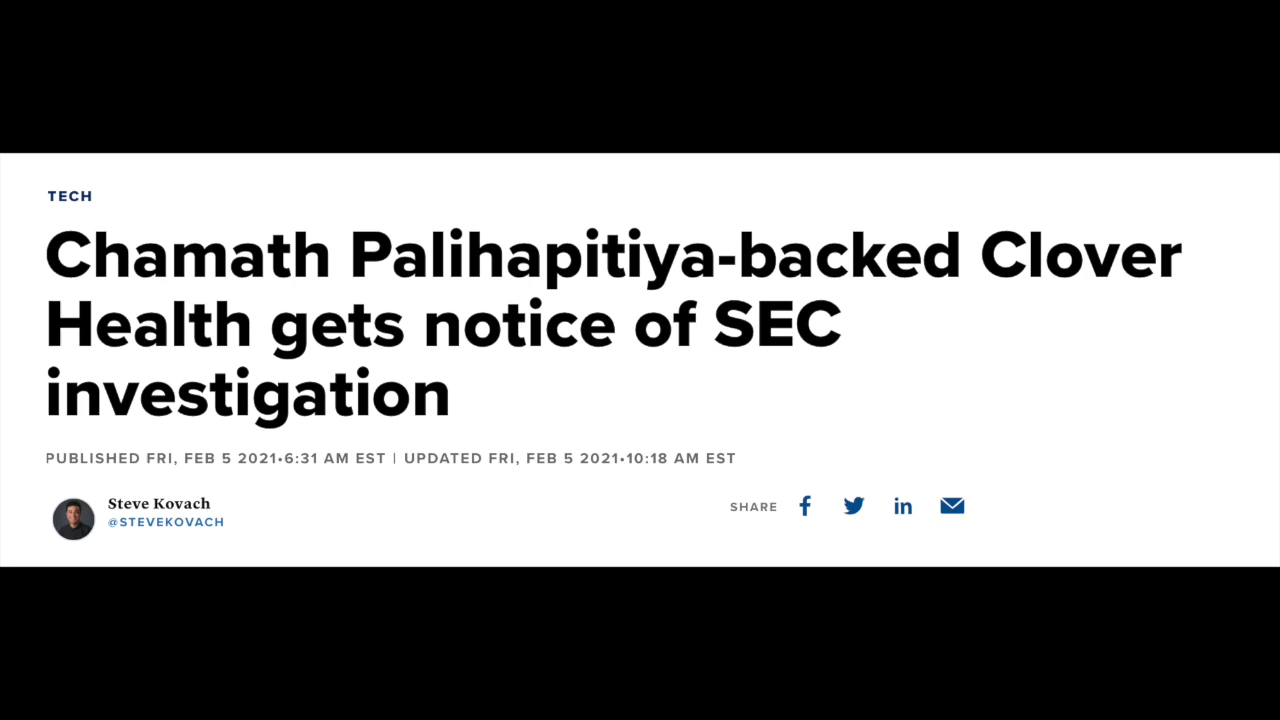 TECH
Chamath Palihapitiya-backed Clover
Health gets notice of SEC
investigation
PUBLISHED FRI, FEB 5 2021•6:31 AM EST | UPDATED FRI, FEB 5 2021•10:18 AM EST
Steve Kovach
@STEVEKOVACH
SHARE